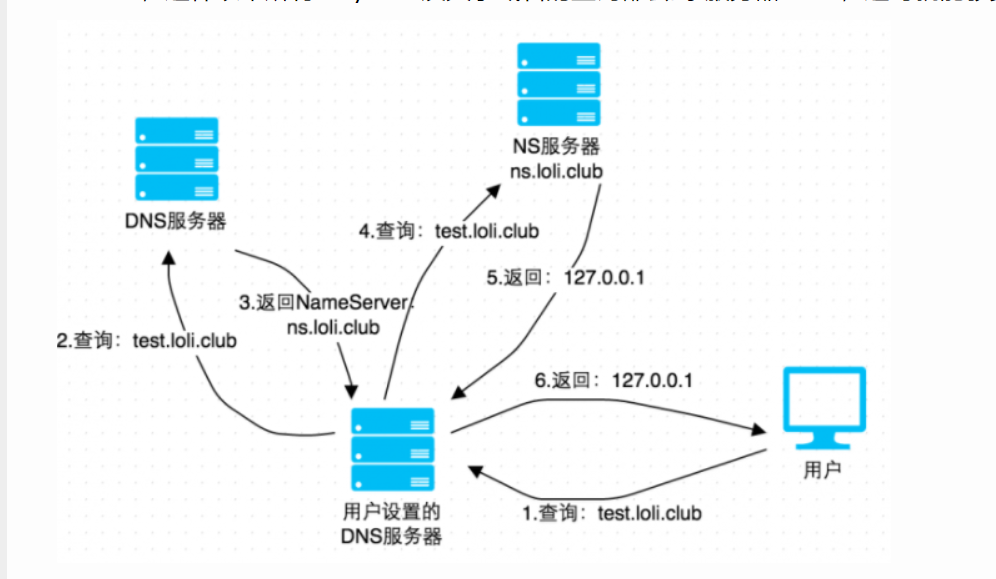 NS服务器
ns.loli.club
DNS服务器
4.查询：test.loli.club
5.返回：127.0.0.1
3.返回NameServer:
ns.loli.club
2.查询：test.loli.club
6.返回：127.0.0.1
用户
用户设置的
DNS服务器
1.查询：test.loli.club